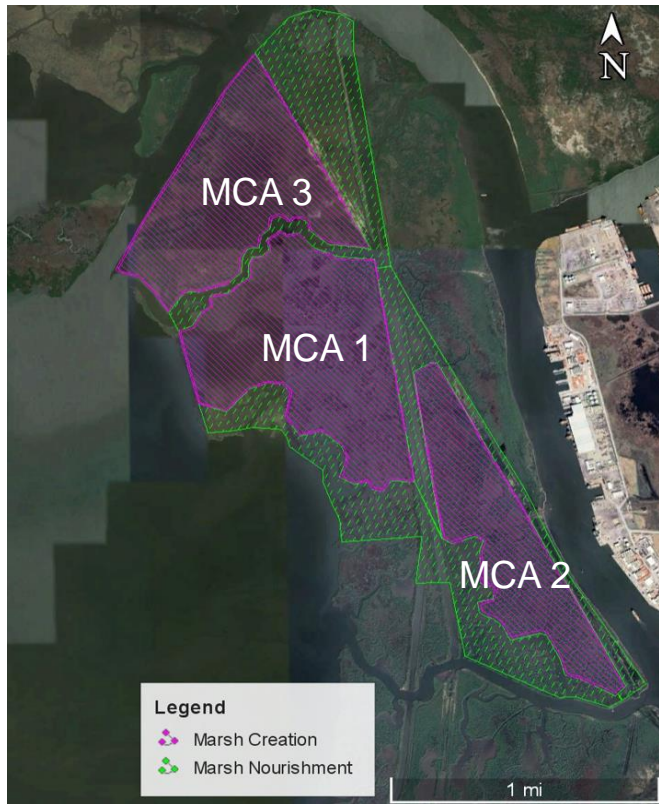 N
MCA 3
MCA 1
MCA 2
Legend
Marsh Creation
Marsh Nourishment
1 mi